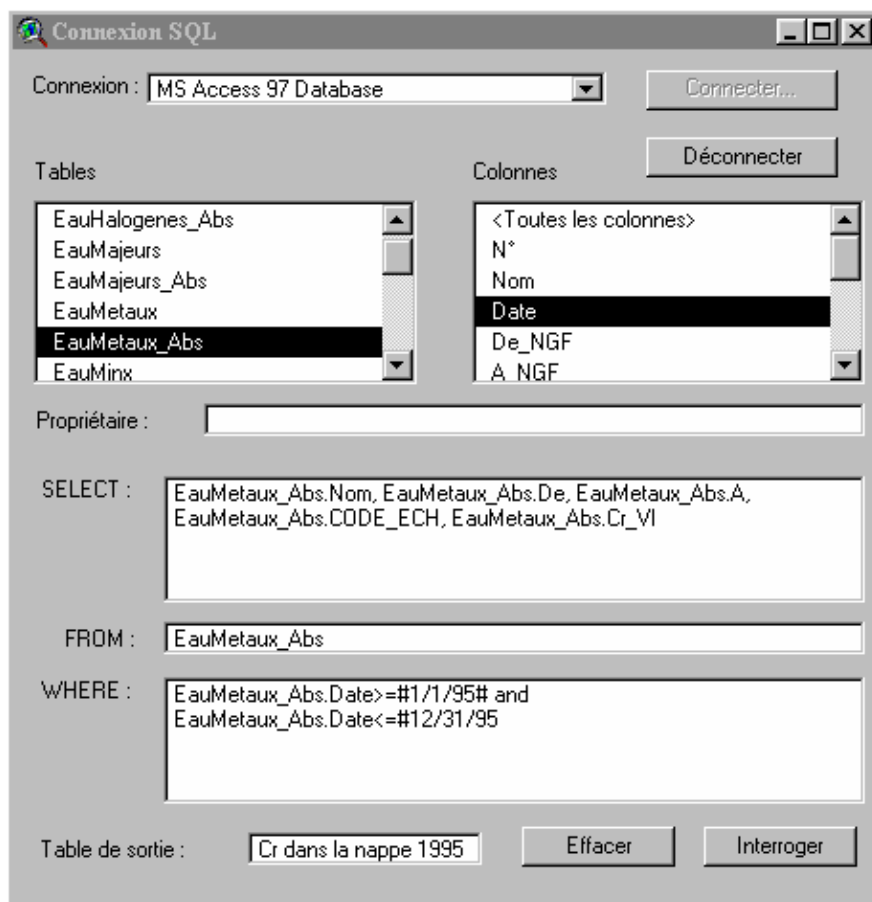 Connexion SQL
Connexion : MS Access 97 Database
Connecter...
Déconnecter
Tables
Colonnes
EauHalogenes_Abs
EauMajeurs
EauMajeurs_Abs
EauMetaux
EauMetaux_Abs
EauMinx
<Toutes les colonnes>
N°
Nom
Date
De_NGF
A_NGF
Propriétaire :
SELECT : EauMetaux_Abs.Nom, EauMetaux_Abs.De, EauMetaux_Abs.A,
EauMetaux_Abs.CODE_ECH, EauMetaux_Abs.Cr_VI
FROM : EauMetaux_Abs
WHERE : EauMetaux_Abs.Date>=#1/1/95# and
EauMetaux_Abs.Date<=#12/31/95
Table de sortie : Cr dans la nappe 1995
Effacer
Interroger